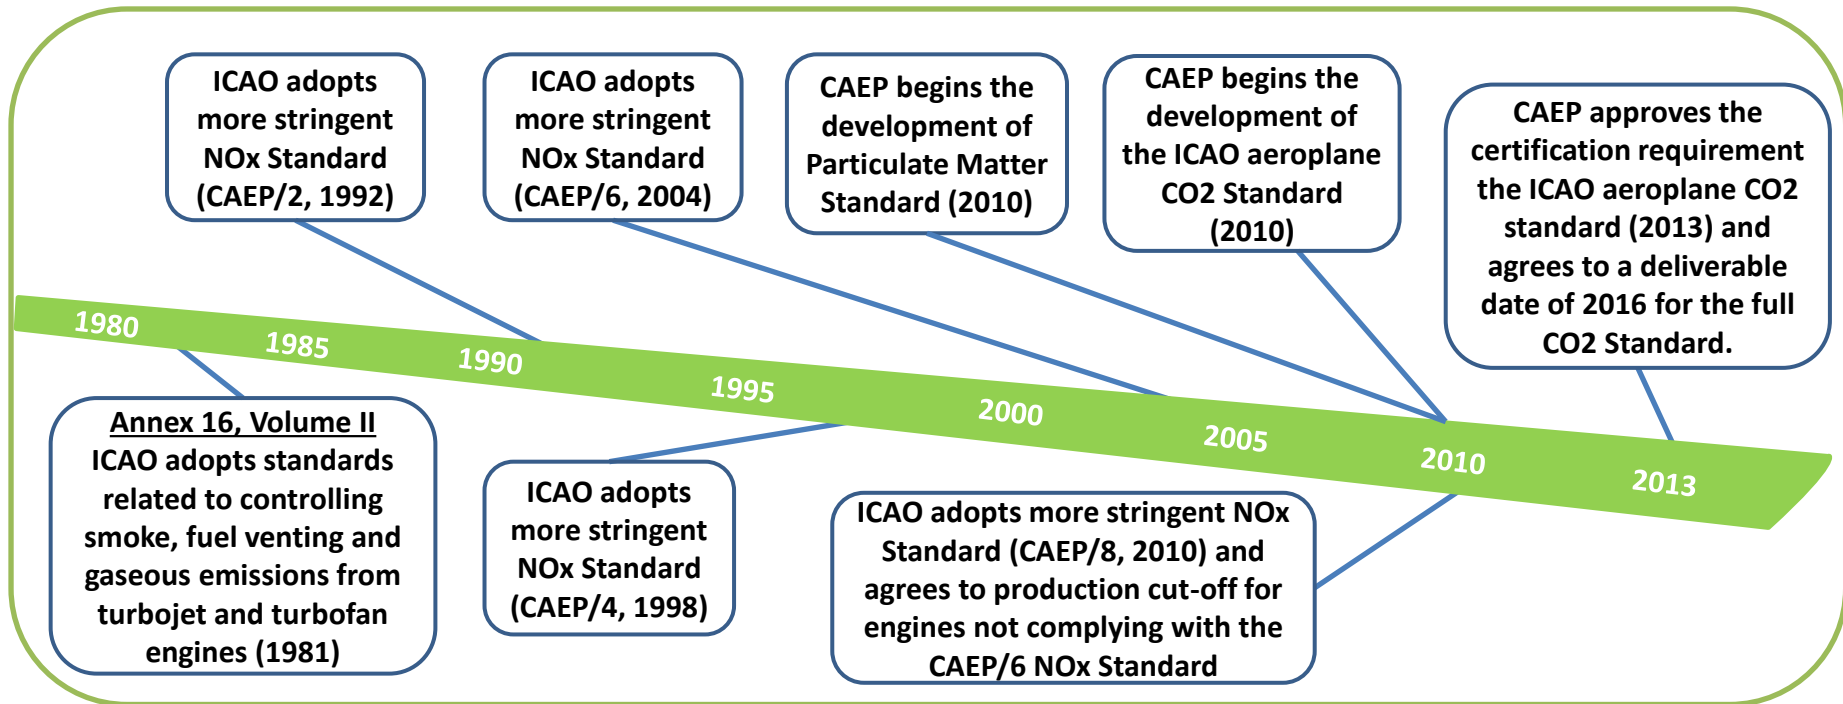 ICAO adopts
more stringent
NOx Standard
(CAEP/2, 1992)
ICAO adopts
more stringent
NOx Standard
(CAEP/6, 2004)
CAEP begins the
development of
Particulate Matter
Standard (2010)
CAEP begins the
development of
the ICAO aeroplane
CO2 Standard
(2010)
CAEP approves the
certification requirement
the ICAO aeroplane CO2
standard (2013) and
agrees to a deliverable
date of 2016 for the full
CO2 Standard.
1980
1985
1990
1995
2000
2005
2010
2013
Annex 16, Volume II
ICAO adopts standards
related to controlling
smoke, fuel venting and
gaseous emissions from
turbojet and turbofan
engines (1981)
ICAO adopts
more stringent
NOx Standard
(CAEP/4, 1998)
ICAO adopts more stringent NOx
Standard (CAEP/8, 2010) and
agrees to production cut-off for
engines not complying with the
CAEP/6 NOx Standard